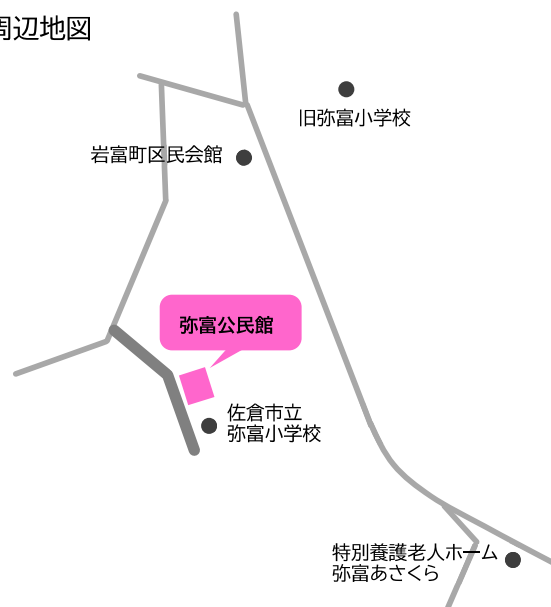 周辺地図
旧弥富小学校
岩富町区民会館
弥富公民館
佐倉市立
弥富小学校
特別養護老人ホーム
弥富あさくら